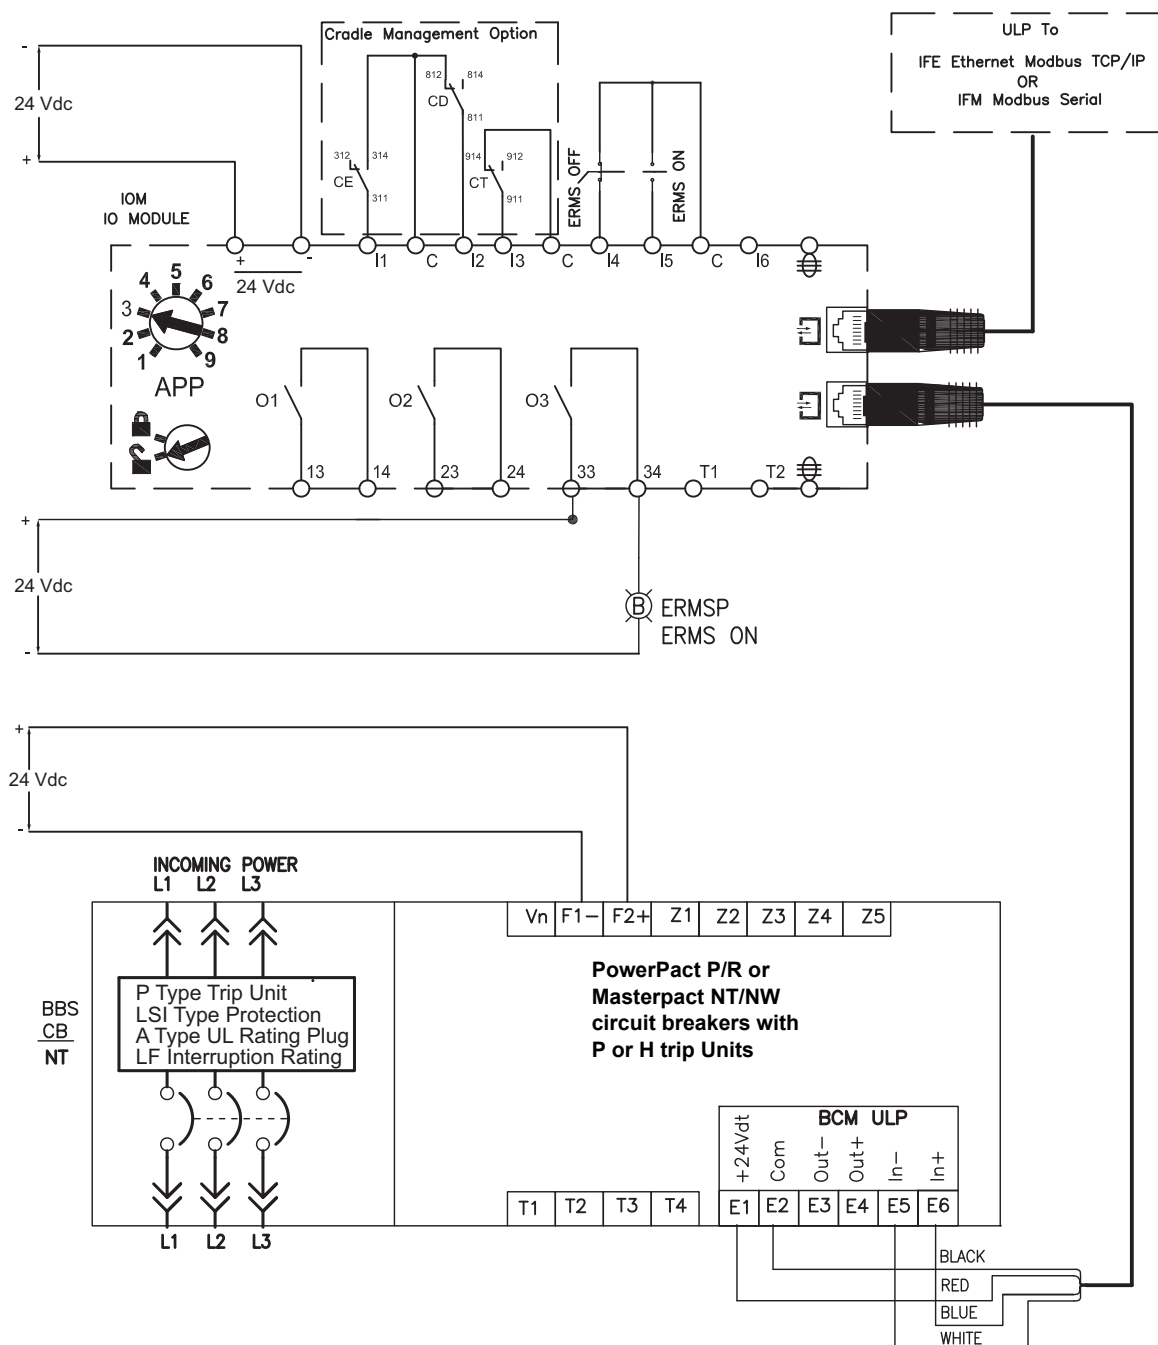 Cradle Management Option
ULP To
IFE Ethernet Modbus TCP/IP
OR
IFM Modbus Serial
-
24 Vdc
+
812 814
CD
811
312 314
CE
311
914 912
CT
911
ERMS OFF
ERMS ON
IOM
IO MODULE
+ - I1 C I2 I3 C I4 I5 C I6
24 Vdc
1 2 3 4 5 6 7 8 9
APP
O1 O2 O3
13 14 23 24 33 34 T1 T2
+
24 Vdc
-
B
ERMSP
ERMS ON
+
24 Vdc
-
INCOMING POWER
L1 L2 L3
Vn F1- F2+ Z1 Z2 Z3 Z4 Z5
PowerPact P/R or
Masterpact NT/NW
circuit breakers with
P or H trip Units
P Type Trip Unit
LSI Type Protection
A Type UL Rating Plug
LF Interruption Rating
BBS
CB
NT
BCM ULP
+24Vdt
Com
Out-
Out+
In-
In+
T1 T2 T3 T4 E1 E2 E3 E4 E5 E6
L1 L2 L3
BLACK
RED
BLUE
WHITE